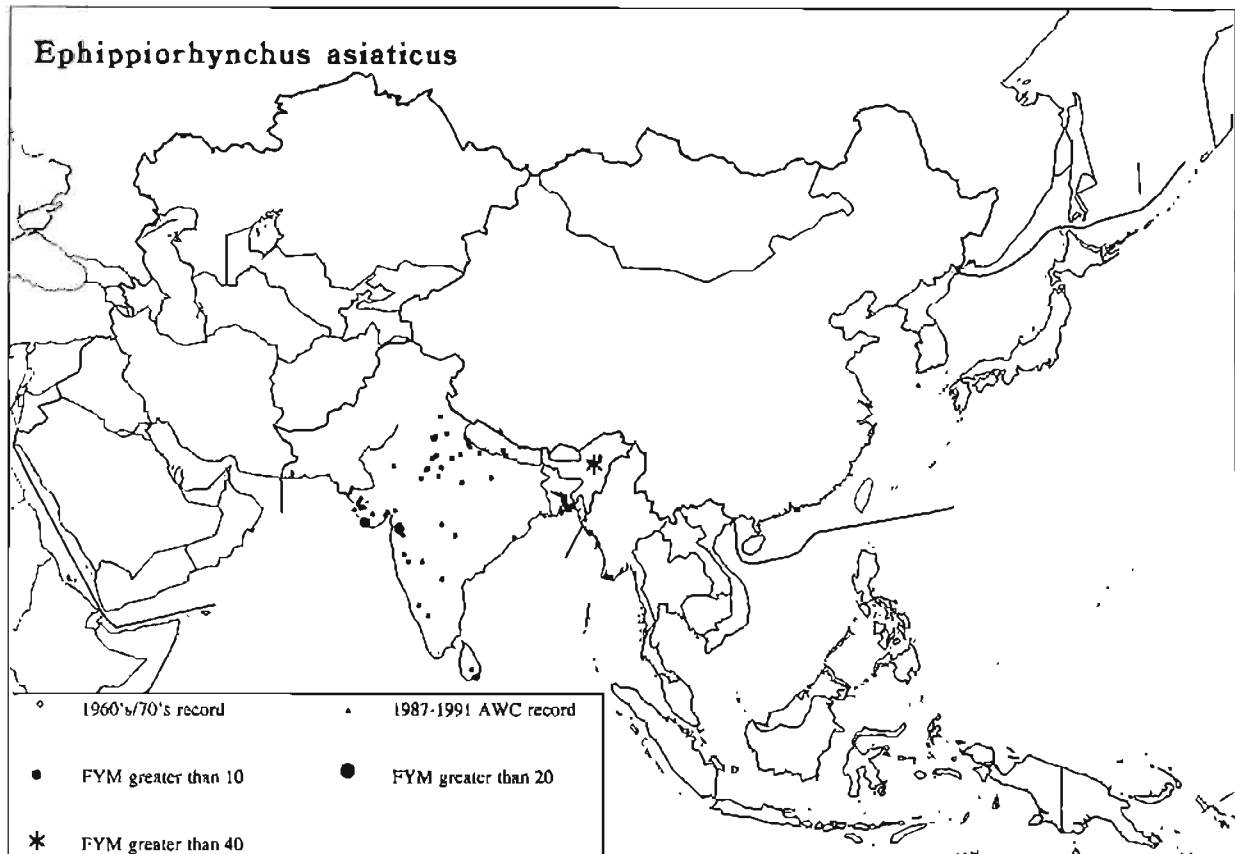 Ephippiorhynchus asiaticus
1960's/70's record
1987-1991 AWC record
FYM greater than 10
FYM greater than 20
FYM greater than 40